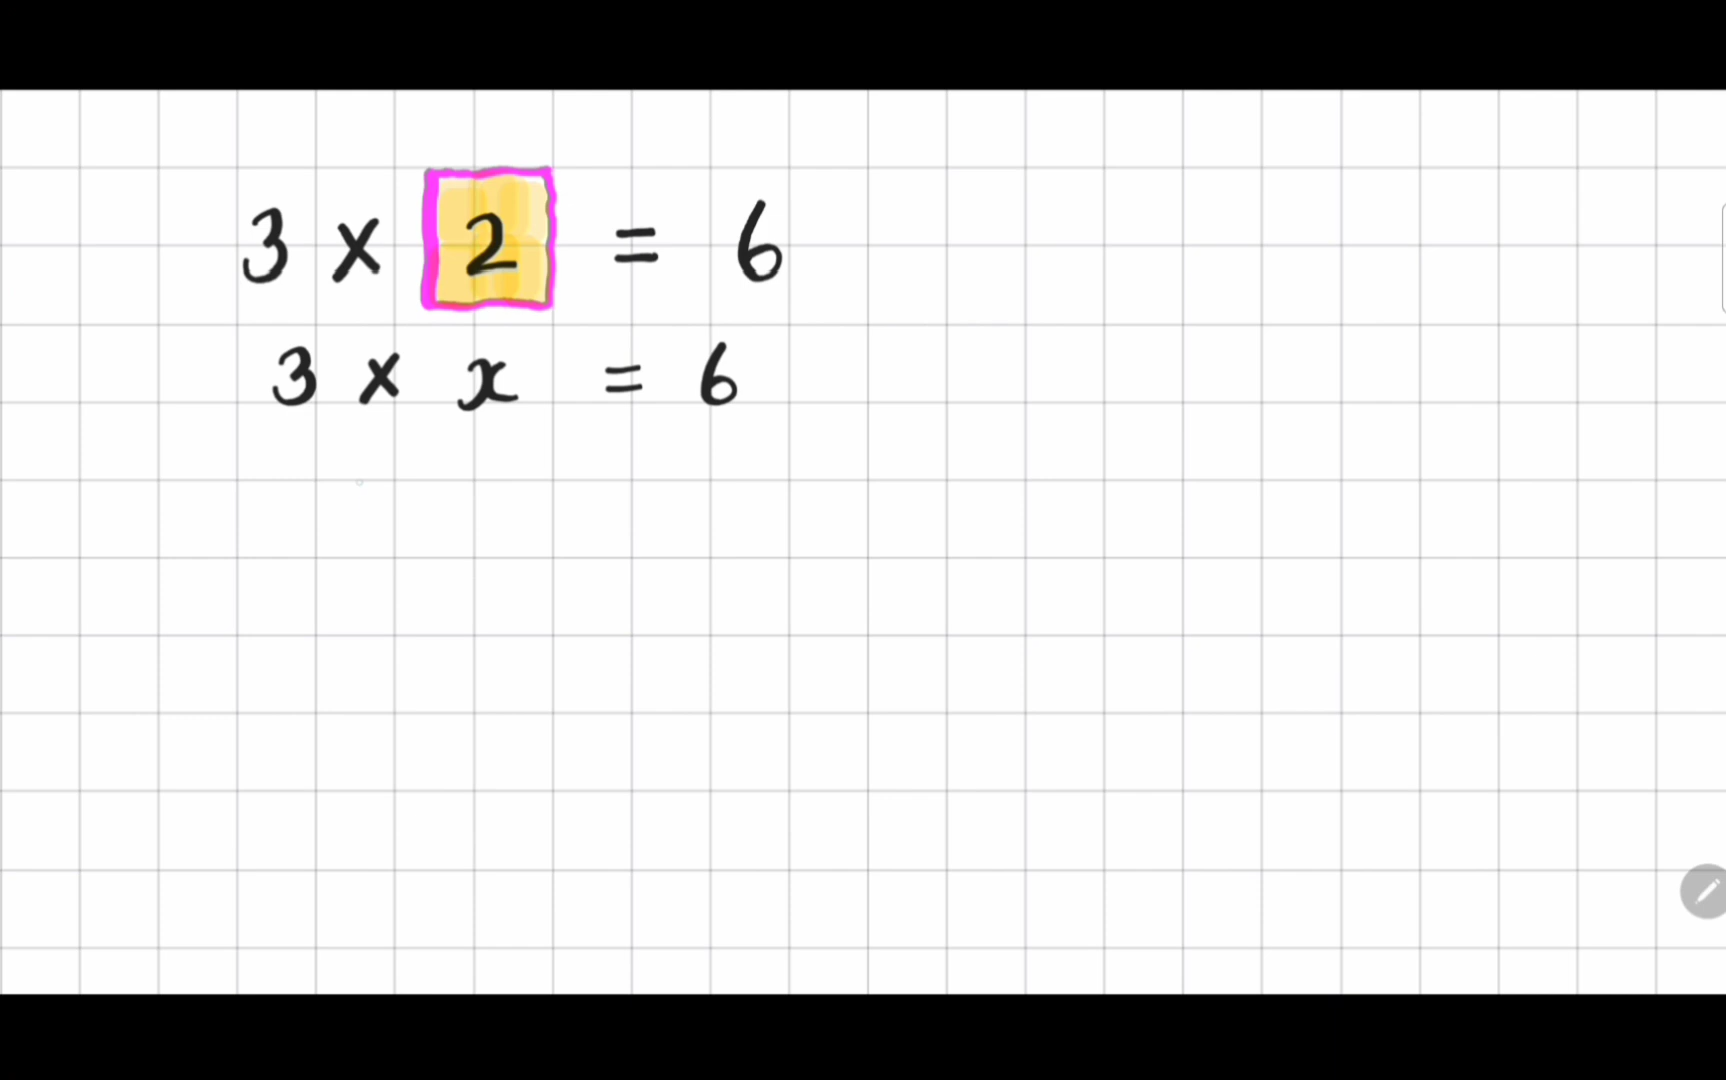 3 × 2 = 6
3 × x = 6